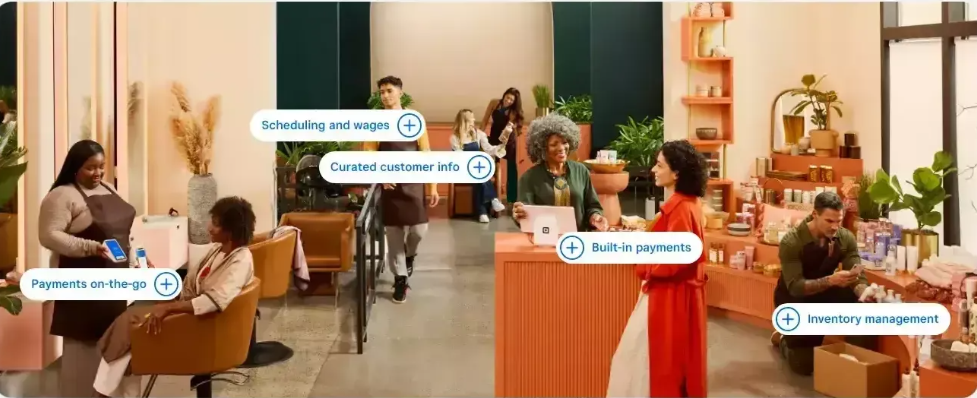 Scheduling and wages
Curated customer info
Built-in payments
Payments on-the-go
Inventory management